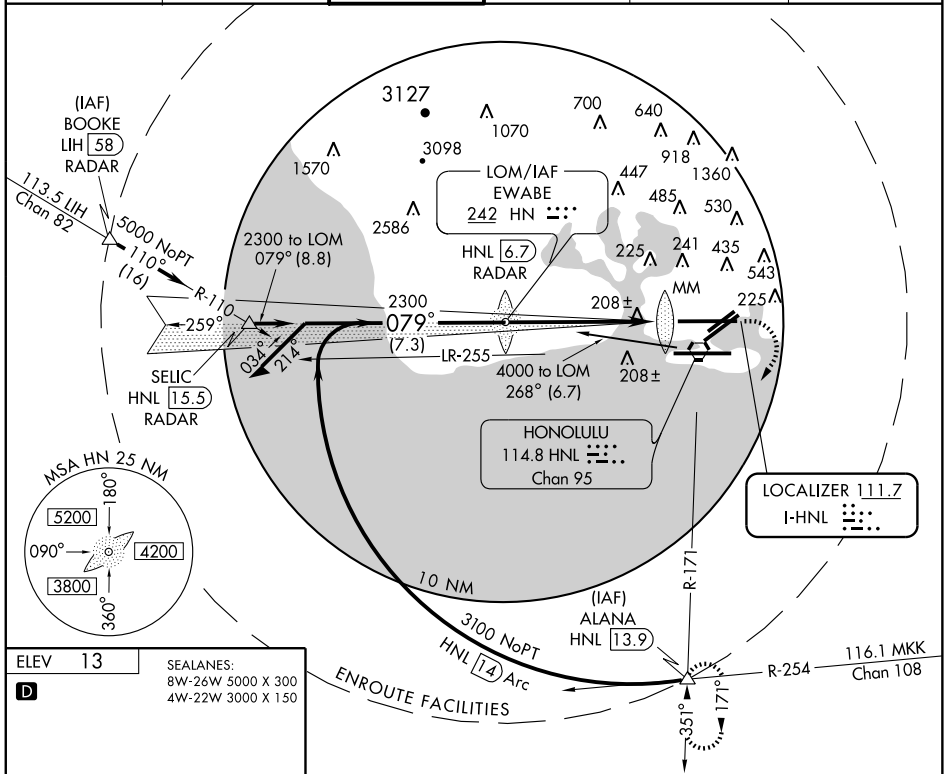 (IAF)
BOOKE
LIH 58
RADAR
113.5 LIH
Chan 82
5000 NoPT
110°
(16)
R-110
3127
3098
1570
1070
2586
700
640
918
1360
447
485
530
225
241
435
543
225
LOM/IAF
EWABE
242 HN
HNL 6.7
RADAR
2300 to LOM
079° (8.8)
MM
208±
2300
079°
(7.3)
259°
034°
214°
LR-255
SELIC
HNL 15.5
RADAR
4000 to LOM
268° (6.7)
208±
HONOLULU
114.8 HNL
Chan 95
LOCALIZER 111.7
I-HNL
MSA HN 25 NM
5200
180°
090°
4200
3800
360°
10 NM
3100 NoPT
HNL 14 Arc
R-171
(IAF)
ALANA
HNL 13.9
R-254
116.1 MKK
Chan 108
351°
171°
ENROUTE FACILITIES
ELEV 13
D
SEALANES:
8W-26W 5000 X 300
4W-22W 3000 X 150